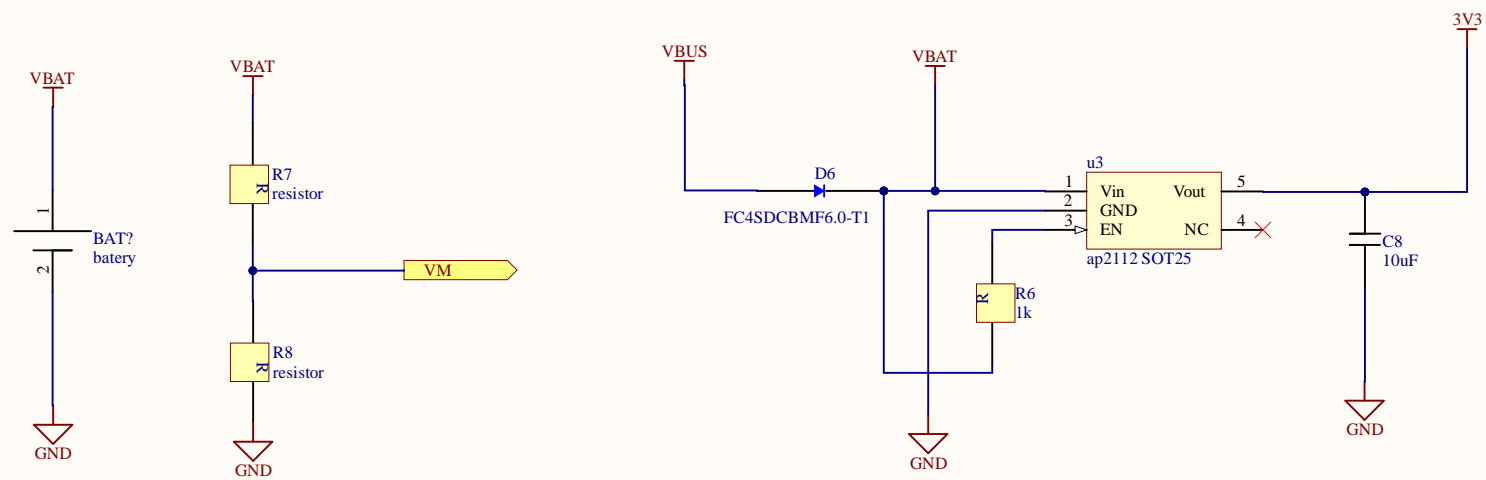 VBAT
1
BAT?
batery
2
GND
VBAT
R7
resistor
R
VM
R8
resistor
R
GND
VBUS
VBAT
D6
FC4SDCBMF6.0-T1
u3
1
Vin
Vout
5
2
GND
3
EN
NC
4
ap2112 SOT25
R
R6
1k
GND
3V3
C8
10uF
GND